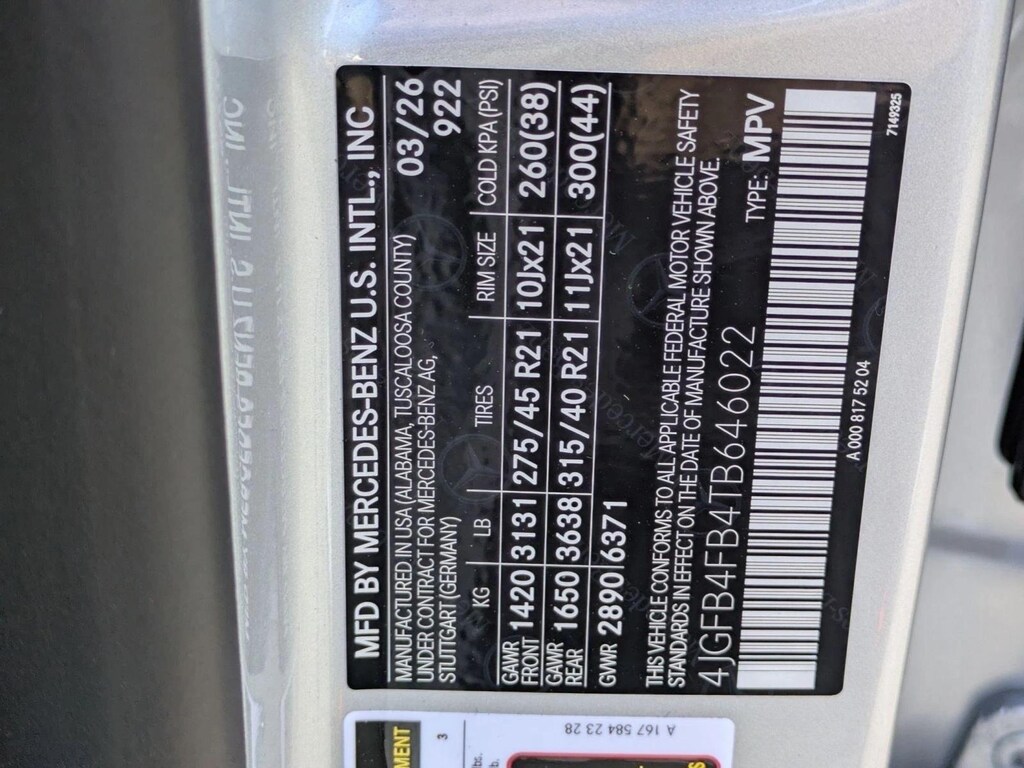 MFD BY MERCEDES-BENZ U.S. INTL., INC
MANUFACTURED IN USA (ALABAMA, TUSCALOOSA COUNTY) 03/26
UNDER CONTRACT FOR MERCEDES-BENZ AG, 922
STUTTGART (GERMANY)
KG LB TIRES RIM SIZE COLD KPA (PSI)
GAWR FRONT 1420 3131 275/45 R21 10Jx21 260(38)
GAWR REAR 1650 3638 315/40 R21 11Jx21 300(44)
GVWR 2890 6371
THIS VEHICLE CONFORMS TO ALL APPLICABLE FEDERAL MOTOR VEHICLE SAFETY
STANDARDS IN EFFECT ON THE DATE OF MANUFACTURE SHOWN ABOVE.
4JGFB4FB4TB646022 TYPE: MPV
A 000 817 52 04
7149325
A 167 584 23 28
3